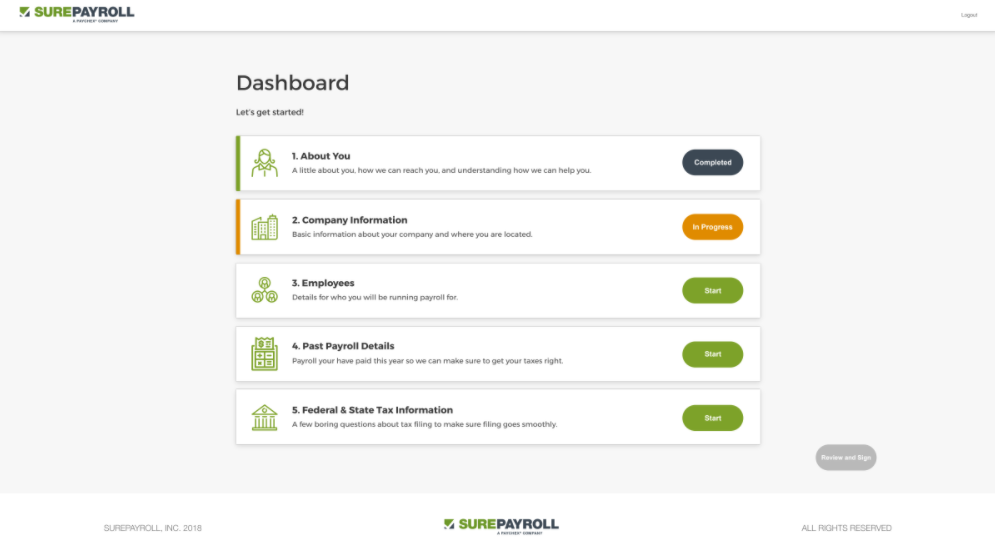 SUREPAYROLL
A PAYCHEX® COMPANY
Logout
Dashboard
Let's get started!
1. About You
A little about you, how we can reach you, and understanding how we can help you.
Completed
2. Company Information
Basic information about your company and where you are located.
In Progress
3. Employees
Details for who you will be running payroll for.
Start
4. Past Payroll Details
Payroll your have paid this year so we can make sure to get your taxes right.
Start
5. Federal & State Tax Information
A few boring questions about tax filing to make sure filing goes smoothly.
Start
Review and Sign
SUREPAYROLL, INC. 2018
SUREPAYROLL
A PAYCHEX® COMPANY
ALL RIGHTS RESERVED